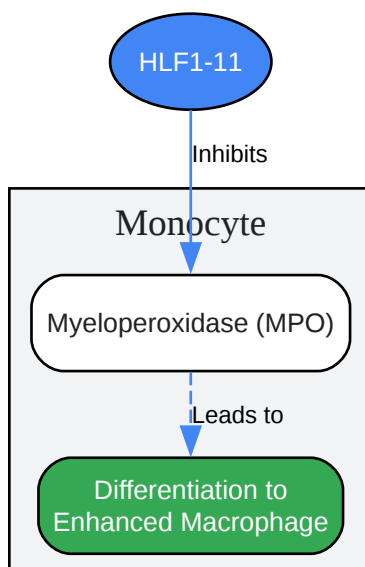 HLF1-11
Inhibits
Monocyte
Myeloperoxidase (MPO)
Leads to
Differentiation to
Enhanced Macrophage